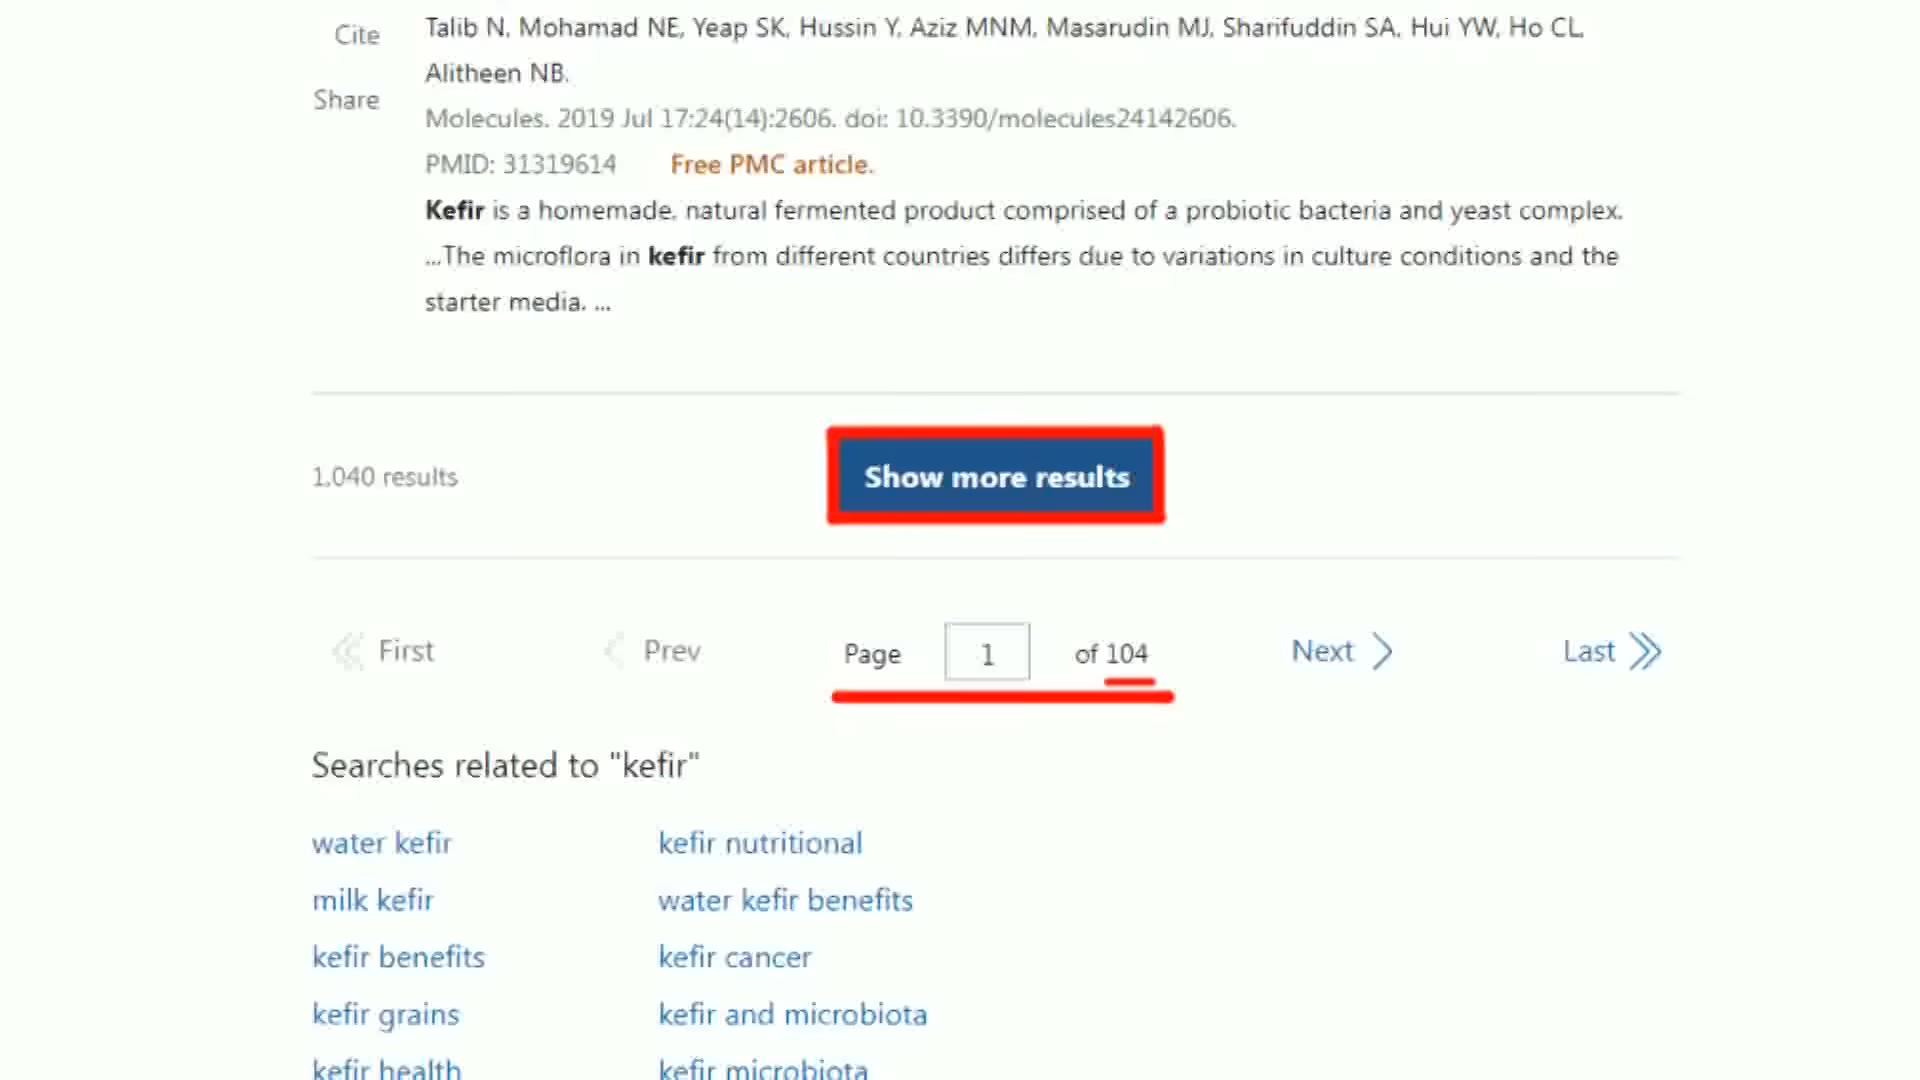 Cite
Share
Talib N, Mohamad NE, Yeap SK, Hussin Y, Aziz MNM, Masarudin MJ, Sharifuddin SA, Hui YW, Ho CL,
Alitheen NB.
Molecules. 2019 Jul 17;24(14):2606. doi: 10.3390/molecules24142606.
PMID: 31319614 Free PMC article.
Kefir is a homemade, natural fermented product comprised of a probiotic bacteria and yeast complex.
...The microflora in kefir from different countries differs due to variations in culture conditions and the
starter media. ...
1,040 results
Show more results
First Prev Page 1 of 104 Next Last
Searches related to "kefir"
water kefir kefir nutritional
milk kefir water kefir benefits
kefir benefits kefir cancer
kefir grains kefir and microbiota
kefir health kefir microbiota